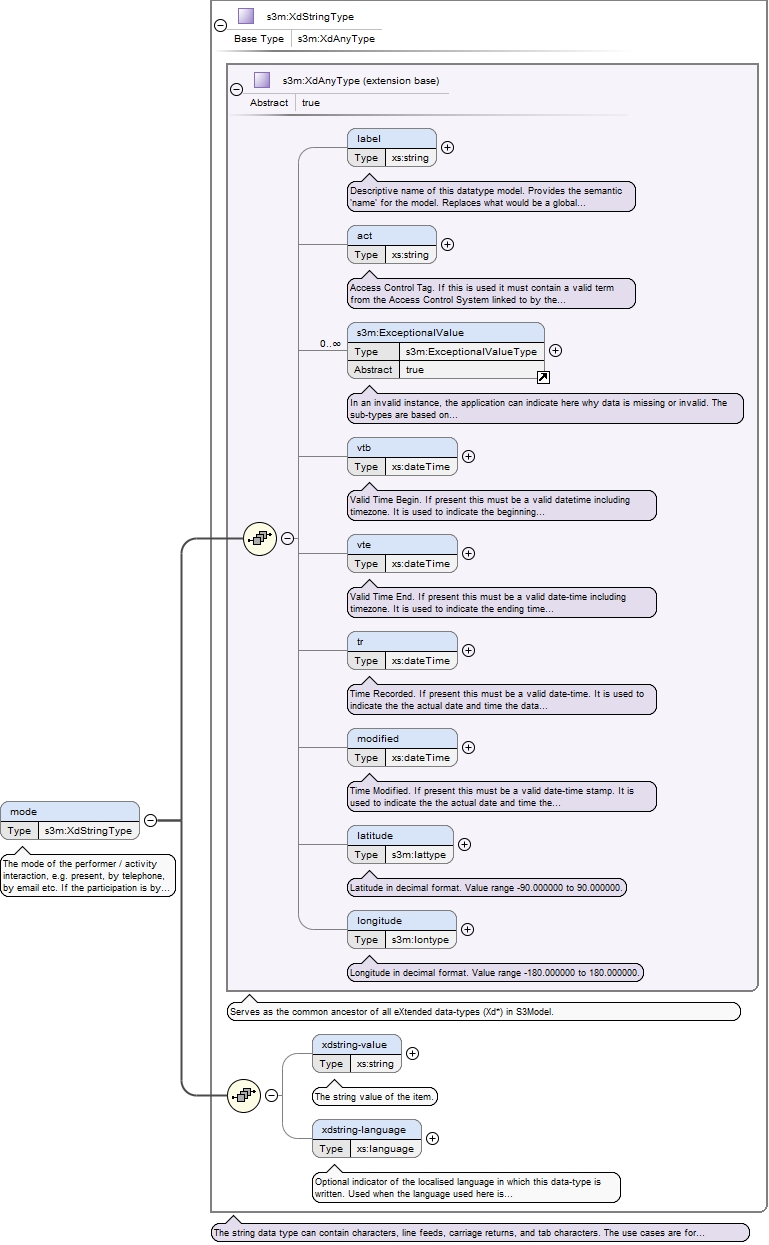 s3m:XdStringType
Base Type s3m:XdAnyType
s3m:XdAnyType (extension base)
Abstract true
label
Type xs:string
Descriptive name of this datatype model. Provides the semantic
'name' for the model. Replaces what would be a global...
act
Type xs:string
Access Control Tag. If this is used it must contain a valid term
from the Access Control System linked to by the...
0..∞
s3m:ExceptionalValue
Type s3m:ExceptionalValueType
Abstract true
In an invalid instance, the application can indicate here why data is missing or invalid. The
sub-types are based on...
vtb
Type xs:dateTime
Valid Time Begin. If present this must be a valid datetime including
timezone. It is used to indicate the beginning...
vte
Type xs:dateTime
Valid Time End. If present this must be a valid date-time including
timezone. It is used to indicate the ending time...
tr
Type xs:dateTime
Time Recorded. If present this must be a valid date-time. It is used to
indicate the the actual date and time the data...
modified
Type xs:dateTime
Time Modified. If present this must be a valid date-time stamp. It is
used to indicate the the actual date and time the...
mode
Type s3m:XdStringType
The mode of the performer / activity
interaction, e.g. present, by telephone,
by email etc. If the participation is by...
latitude
Type s3m:lattype
Latitude in decimal format. Value range -90.000000 to 90.000000.
longitude
Type s3m:lontype
Longitude in decimal format. Value range -180.000000 to 180.000000.
Serves as the common ancestor of all eXtended data-types (Xd*) in S3Model.
xdstring-value
Type xs:string
The string value of the item.
xdstring-language
Type xs:language
Optional indicator of the localised language in which this data-type is
written. Used when the language used here is...
The string data type can contain characters, line feeds, carriage returns, and tab characters. The use cases are for...